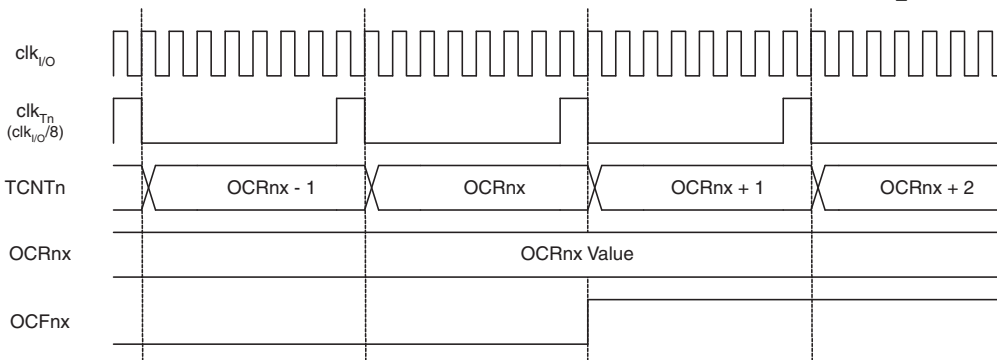 clkI/O
clkTn
(clkI/O/8)
TCNTn
OCRnx - 1
OCRnx
OCRnx + 1
OCRnx + 2
OCRnx
OCRnx Value
OCFnx